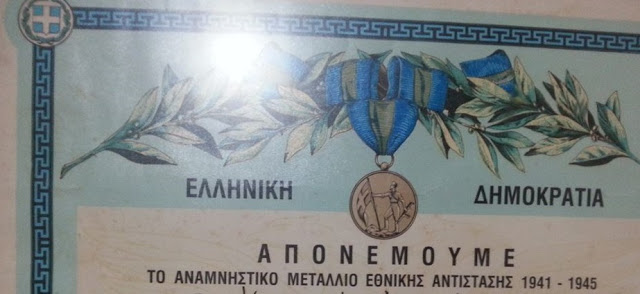 ΕΛΛΗΝΙΚΗ ΔΗΜΟΚΡΑΤΙΑ
ΑΠΟΝΕΜΟΥΜΕ
ΤΟ ΑΝΑΜΝΗΣΤΙΚΟ ΜΕΤΑΛΛΙΟ ΕΘΝΙΚΗΣ ΑΝΤΙΣΤΑΣΗΣ 1941 - 1945